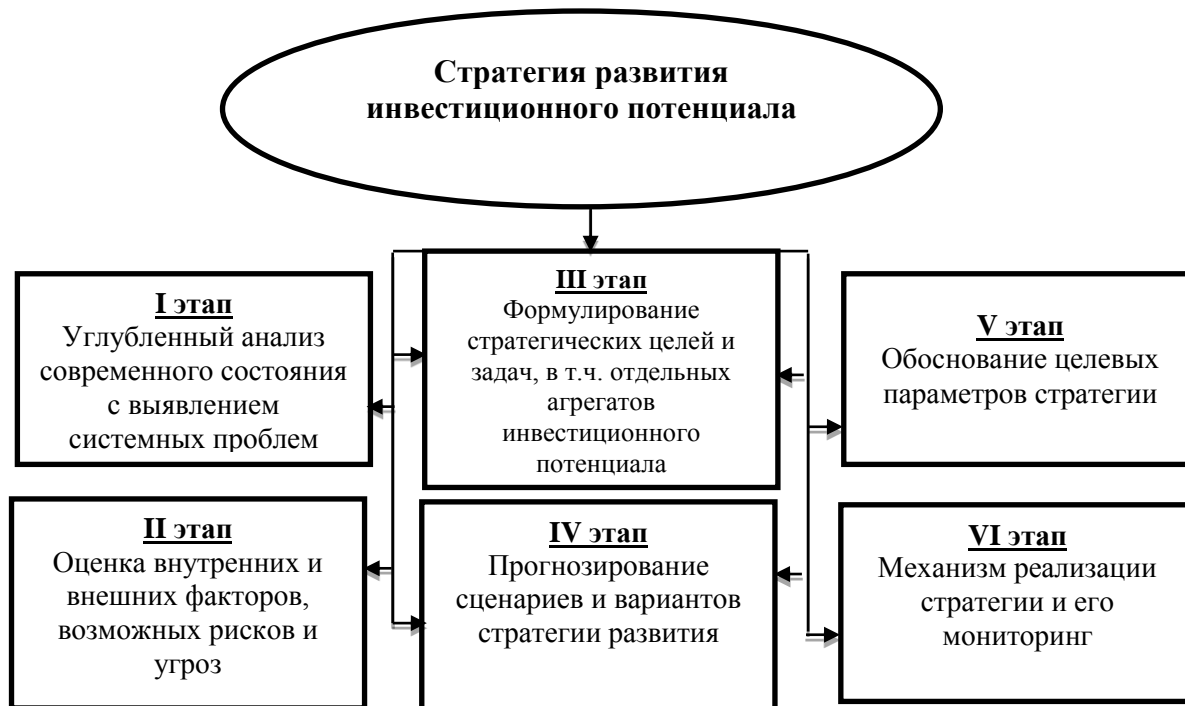 Стратегия развития
инвестиционного потенциала
I этап
Углубленный анализ
современного состояния
с выявлением
системных проблем
II этап
Оценка внутренних и
внешних факторов,
возможных рисков и
угроз
III этап
Формулирование
стратегических целей и
задач, в т.ч. отдельных
агрегатов
инвестиционного
потенциала
IV этап
Прогнозирование
сценариев и вариантов
стратегии развития
V этап
Обоснование целевых
параметров стратегии
VI этап
Механизм реализации
стратегии и его
мониторинг